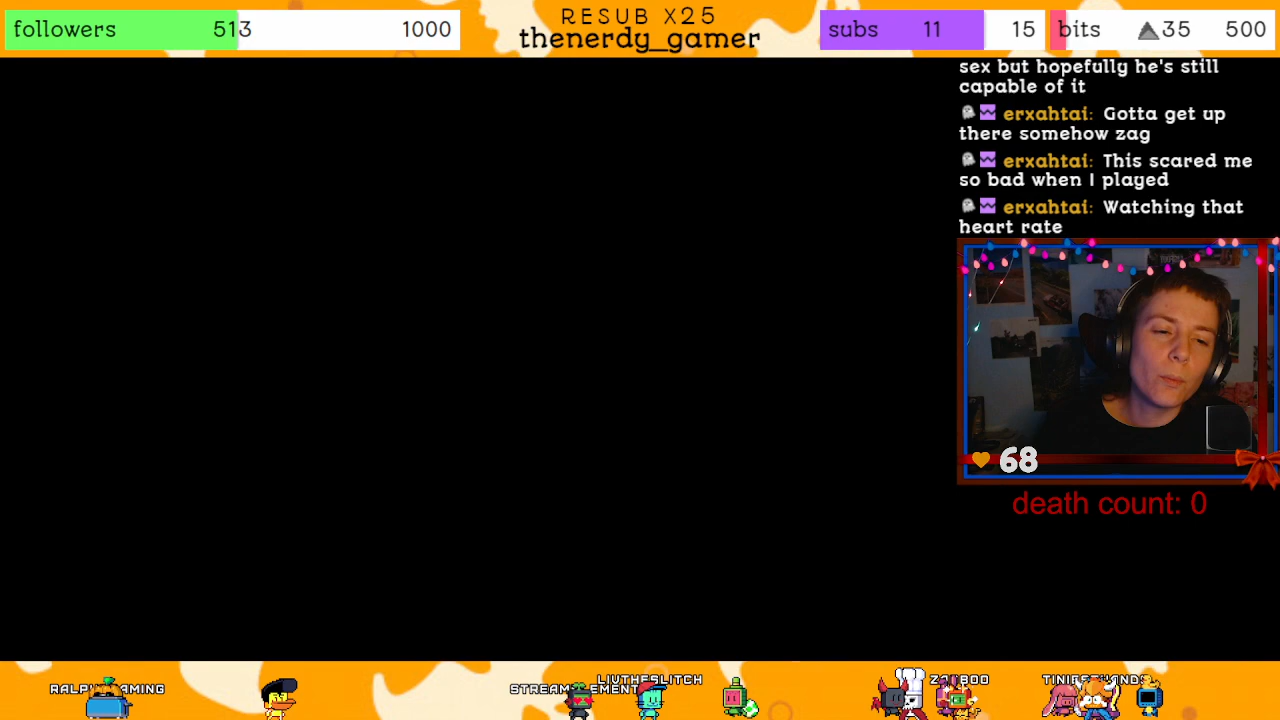 followers 513 1000
RESUB X25
thenerdy_gamer
subs 11 15
bits 35 500
sex but hopefully he's still
capable of it
erxahtai: Gotta get up
there somehow zag
erxahtai: This scared me
so bad when I played
erxahtai: Watching that
heart rate
68
death count: 0
LIVTHEGLITCH